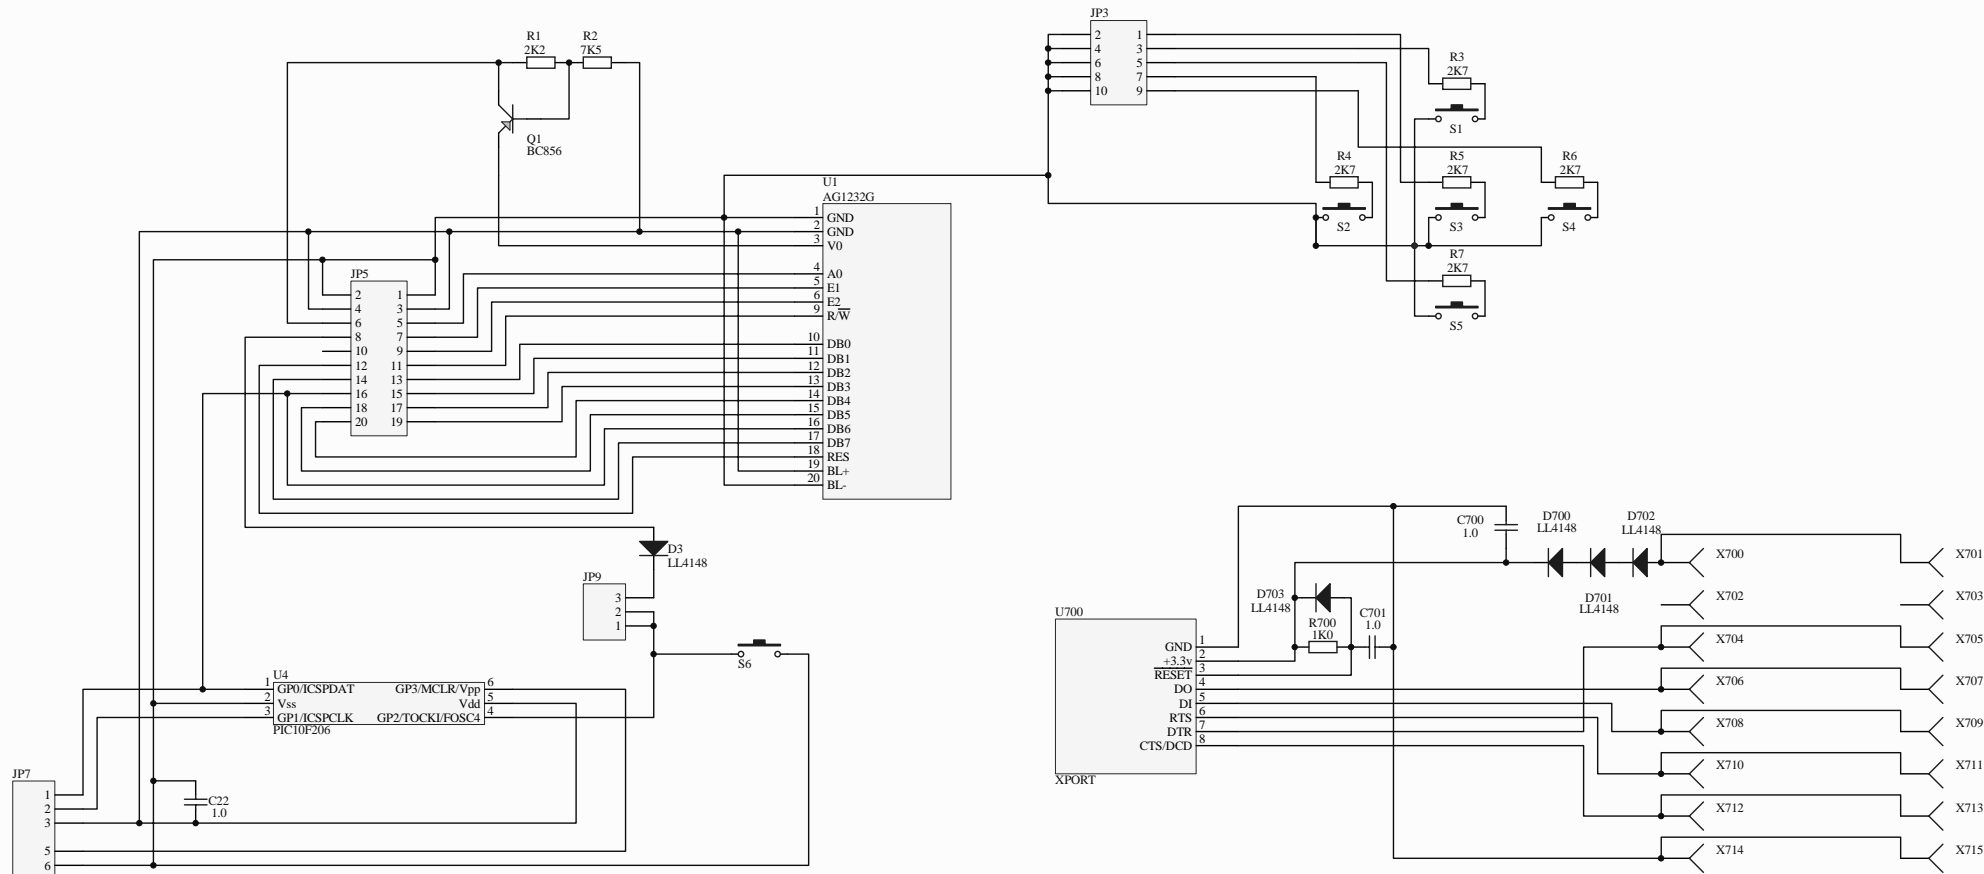 R1
2K2
R2
7K5
Q1
BC856
JP3
2 1
4 3
6 5
8 7
10 9
R3
2K7
S1
R4
2K7
S2
R5
2K7
S3
R6
2K7
S4
R7
2K7
S5
U1
AG1232G
1 GND
2 GND
3 V0
4 A0
5 E1
6 E2
9 R/W
10 DB0
11 DB1
12 DB2
13 DB3
14 DB4
15 DB5
16 DB6
17 DB7
18 RES
19 BL+
20 BL-
JP5
2 1
4 3
6 5
8 7
10 9
12 11
14 13
16 15
18 17
20 19
D3
LL4148
JP9
3
2
1
S6
U4
1 GP0/ICSPDAT GP3/MCLR/Vpp 6
2 Vss Vdd 5
3 GP1/ICSPCLK GP2/TOCKI/FOSC4 4
PIC10F206
JP7
1
2
3
5
6
C22
1.0
C700
1.0
D700
LL4148
D702
LL4148
D701
LL4148
D703
LL4148
R700
1K0
C701
1.0
U700
GND 1
+3.3v 2
RESET 3
DO 4
DI 5
RTS 6
DTR 7
CTS/DCD 8
XPORT
X700 X701
X702 X703
X704 X705
X706 X707
X708 X709
X710 X711
X712 X713
X714 X715